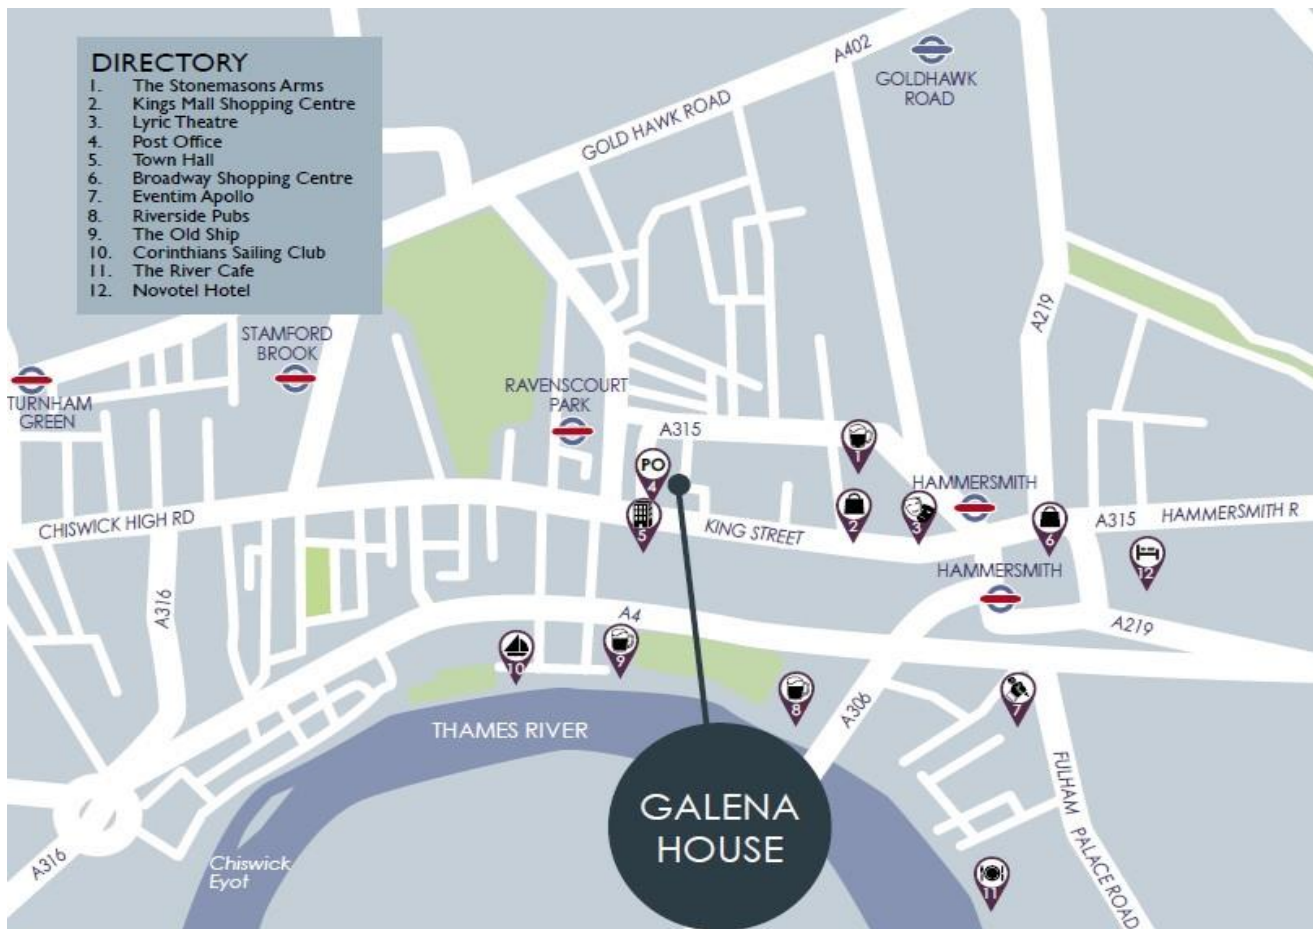 DIRECTORY
1. The Stonemasons Arms
2. Kings Mall Shopping Centre
3. Lyric Theatre
4. Post Office
5. Town Hall
6. Broadway Shopping Centre
7. Eventim Apollo
8. Riverside Pubs
9. The Old Ship
10. Corinthians Sailing Club
11. The River Cafe
12. Novotel Hotel
A402
GOLDHAWK
ROAD
GOLD HAWK ROAD
A219
STAMFORD
BROOK
TURNHAM
GREEN
RAVENSCOURT
PARK
A315
1
PO
4
HAMMERSMITH
CHISWICK HIGH RD
5
KING STREET
2
3
6
A315
HAMMERSMITH R
12
HAMMERSMITH
A316
A4
A219
10
9
8
7
A306
THAMES RIVER
FULHAM PALACE ROAD
GALENA
HOUSE
A316
Chiswick
Eyot
11